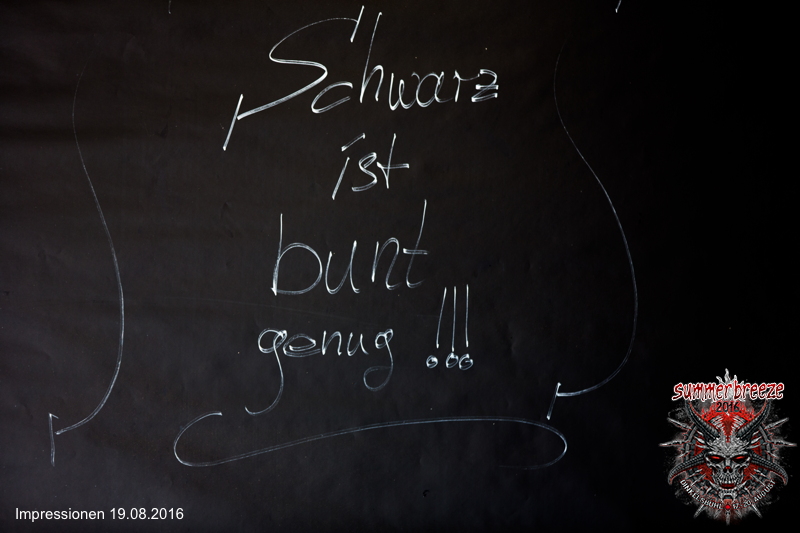 Schwarz
ist
bunt
genug !!!
summerbreeze
2016
Impressionen 19.08.2016